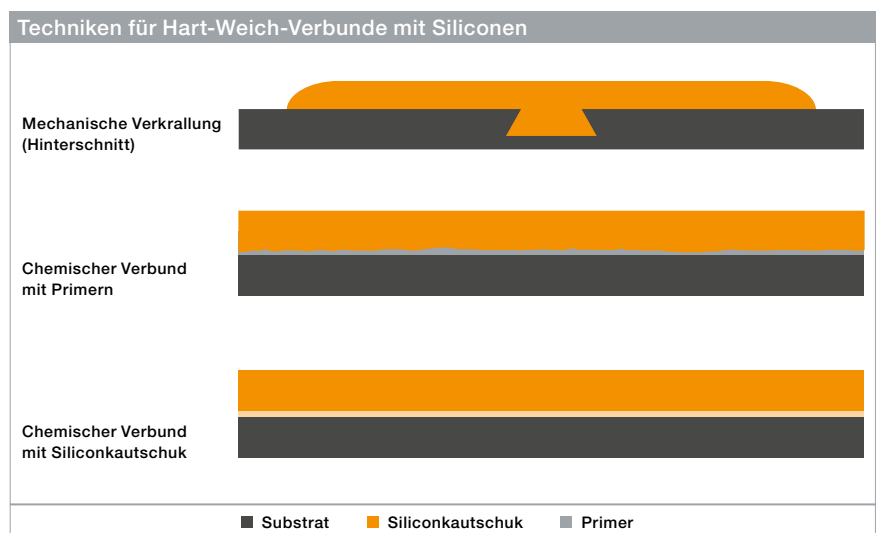 Techniken für Hart-Weich-Verbunde mit Siliconen
Mechanische Verkrallung
(Hinterschnitt)
Chemischer Verbund
mit Primern
Chemischer Verbund
mit Siliconkautschuk
Substrat Siliconkautschuk Primer